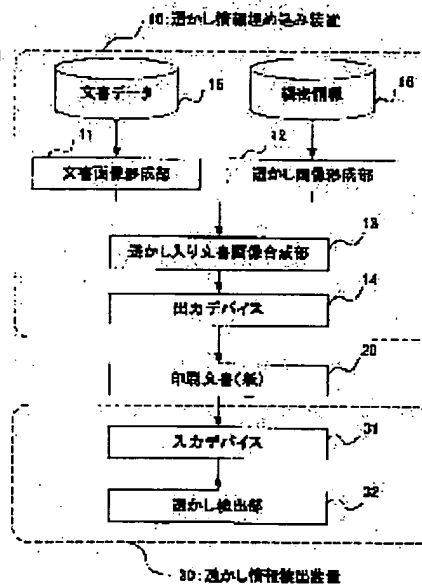 10:透かし情報埋め込み装置
文書データ
15
機密情報
16
11
12
文書画像形成部
透かし画像形成部
13
透かし入り文書画像合成部
14
出力デバイス
20
印刷文書(紙)
31
入力デバイス
32
透かし検出部
30:透かし情報検出装置